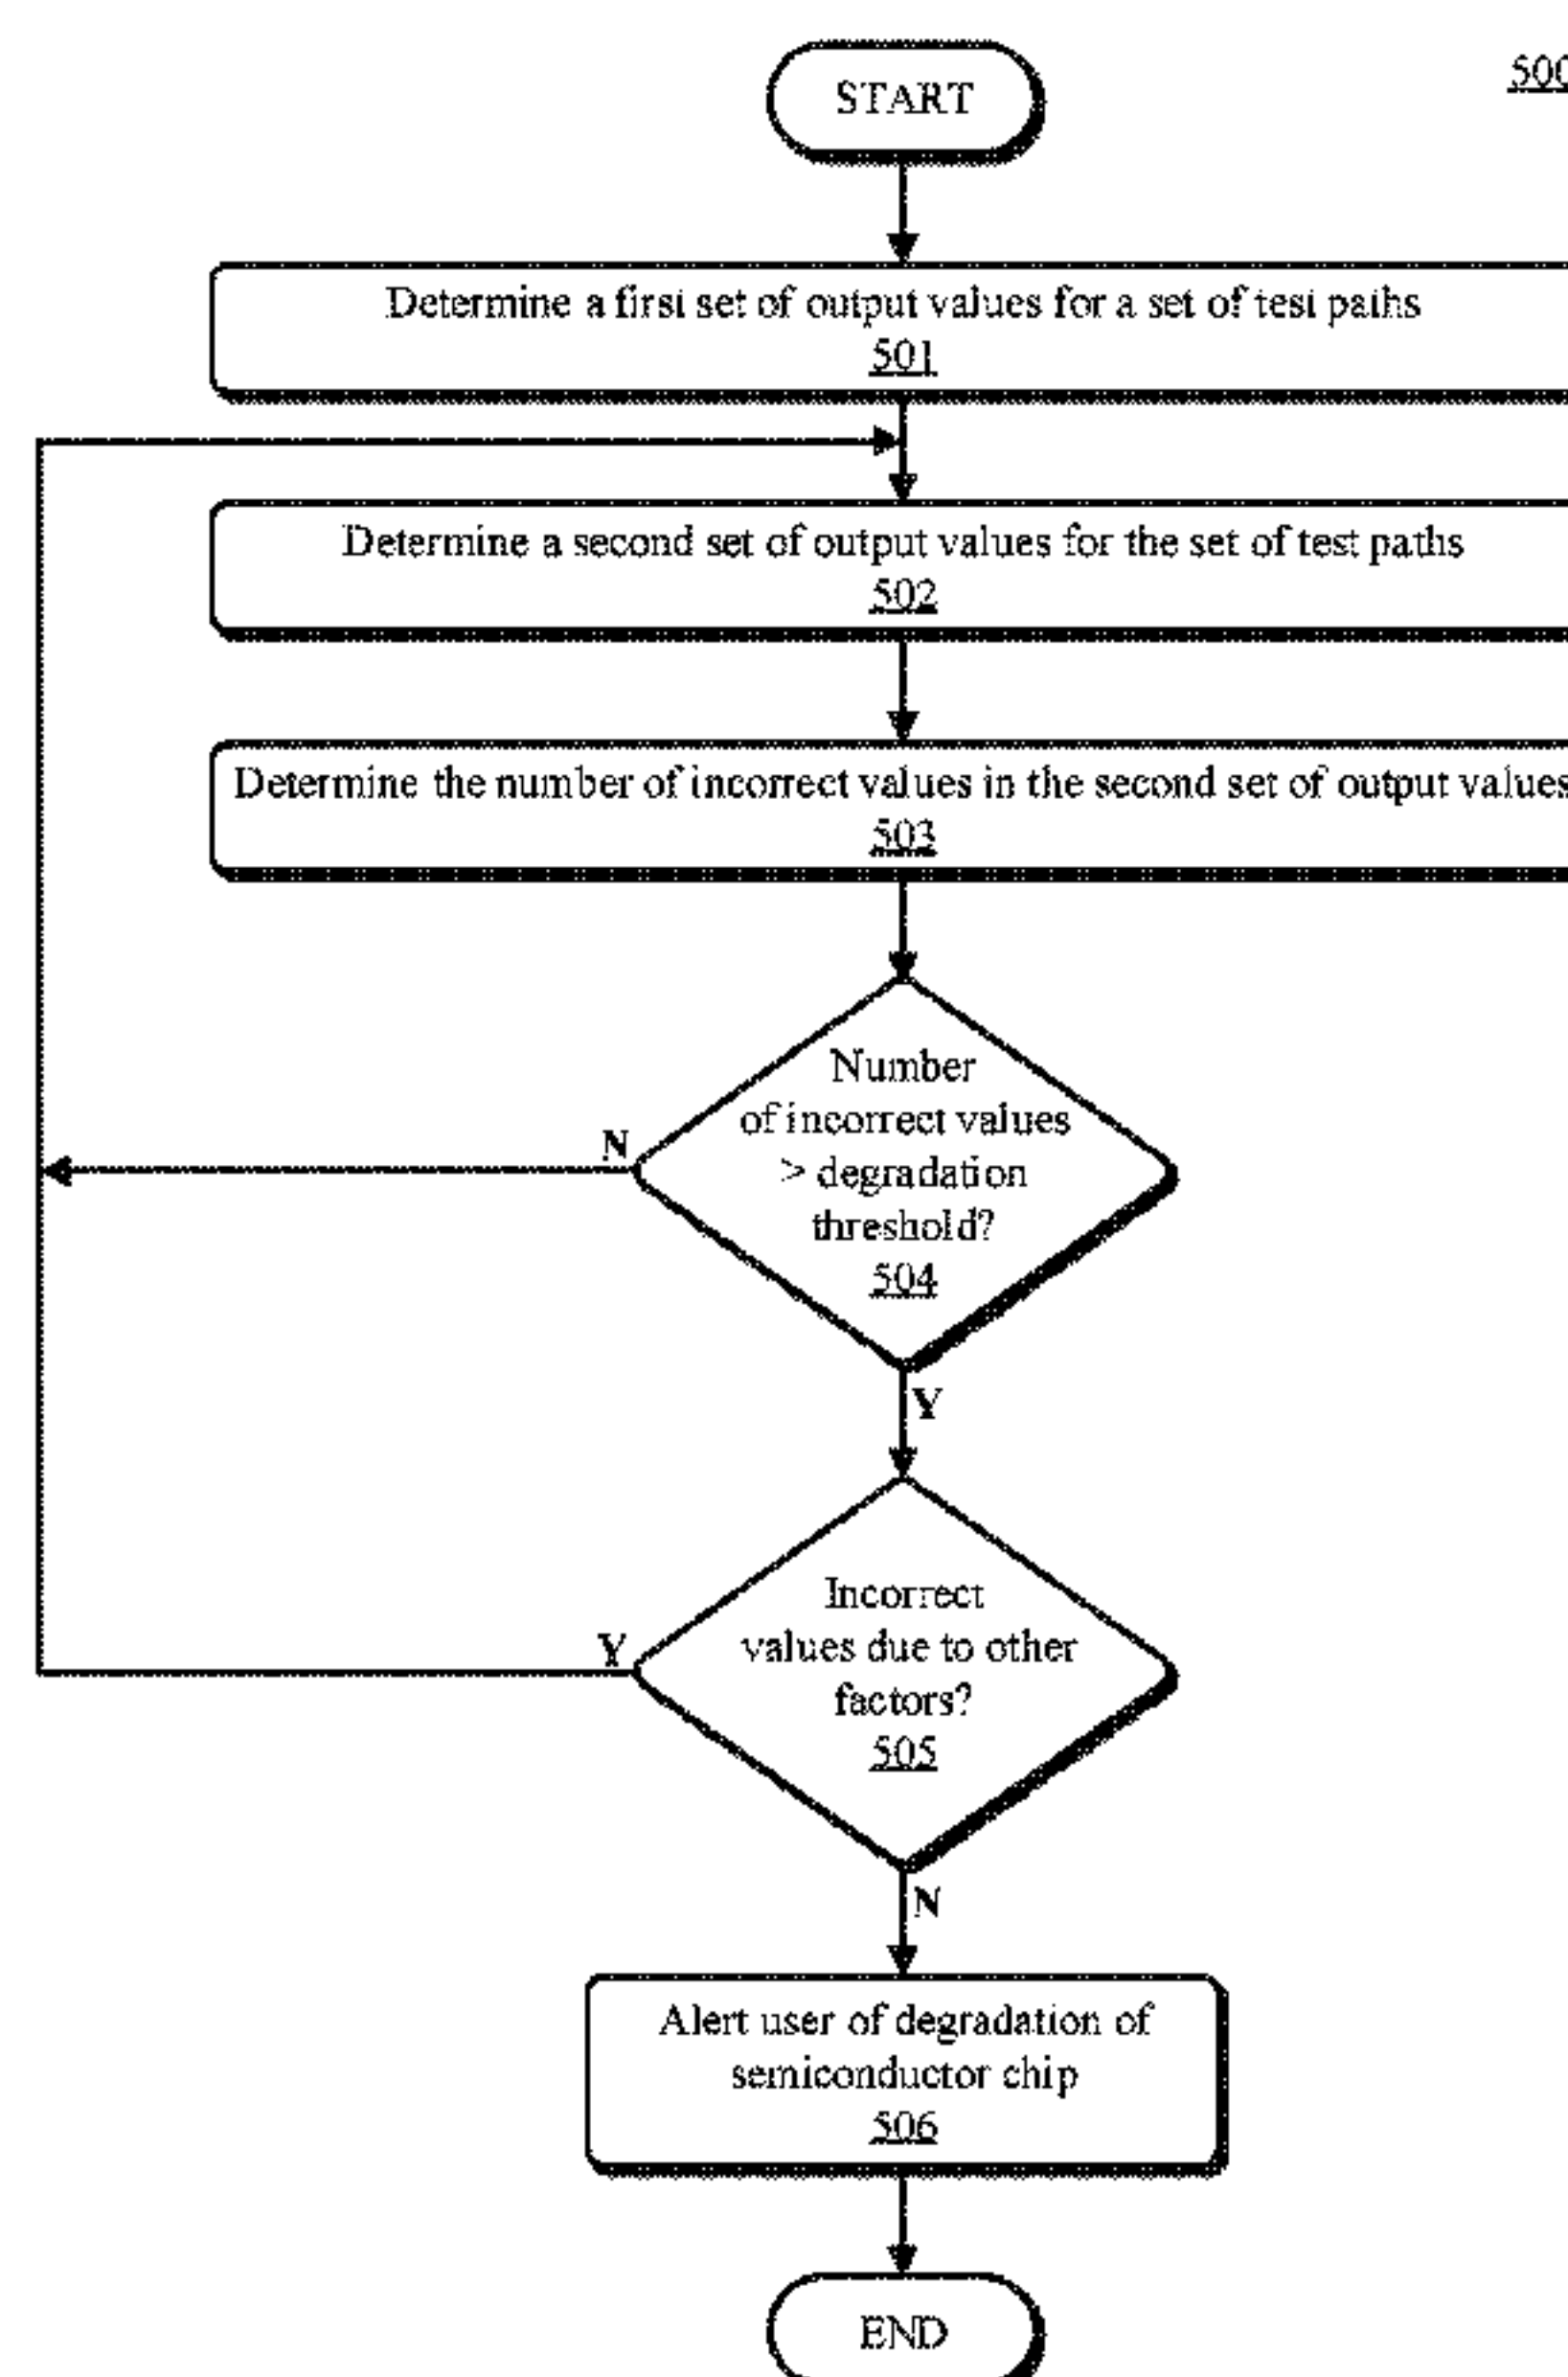 START
500
Determine a first set of output values for a set of test paths
501
Determine a second set of output values for the set of test paths
502
Determine the number of incorrect values in the second set of output values
503
Number
of incorrect values
> degradation
threshold?
504
N
Y
Incorrect
values due to other
factors?
505
Y
N
Alert user of degradation of
semiconductor chip
506
END